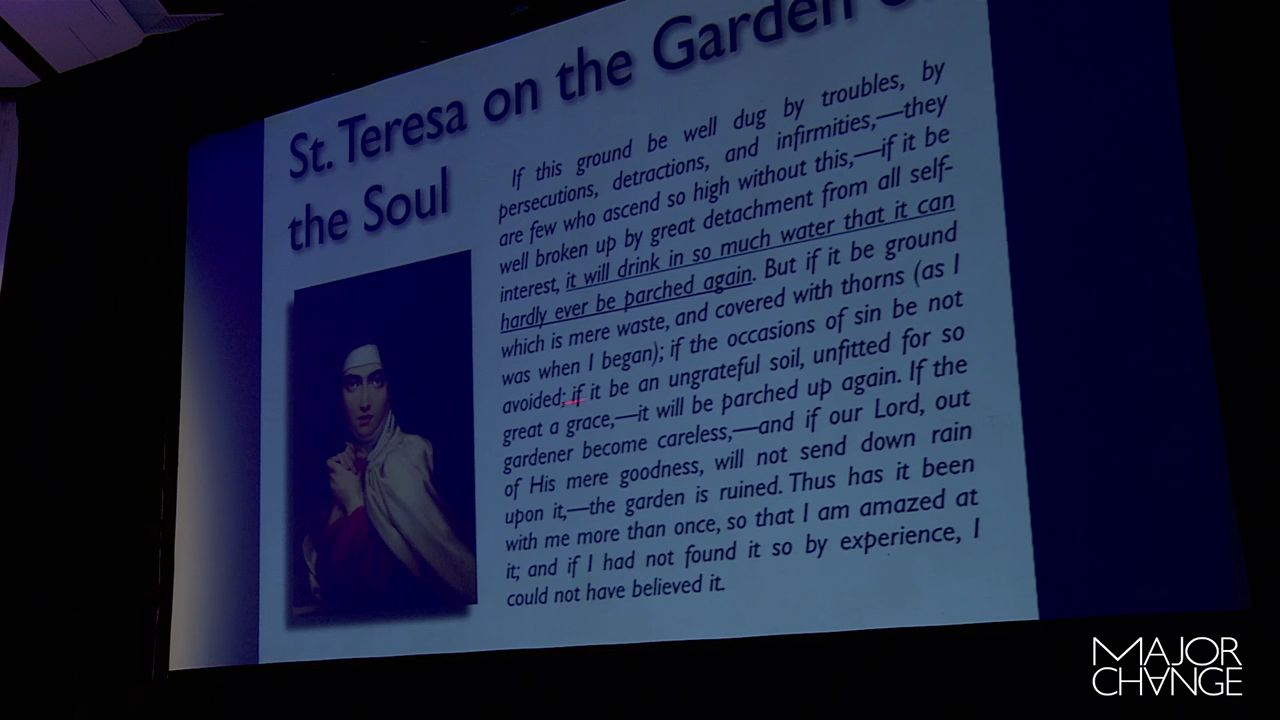 St. Teresa on the Garden
the Soul
If this ground be well dug by troubles, by
persecutions, detractions, and infirmities,—they
are few who ascend so high without this,—if it be
well broken up by great detachment from all self-
interest, it will drink in so much water that it can
hardly ever be parched again. But if it be ground
which is mere waste, and covered with thorns (as I
was when I began); if the occasions of sin be not
avoided; if it be an ungrateful soil, unfitted for so
great a grace,—it will be parched up again. If the
gardener become careless,—and if our Lord, out
of His mere goodness, will not send down rain
upon it,—the garden is ruined. Thus has it been
with me more than once, so that I am amazed at
it; and if I had not found it so by experience, I
could not have believed it.
MAJOR
CHANGE